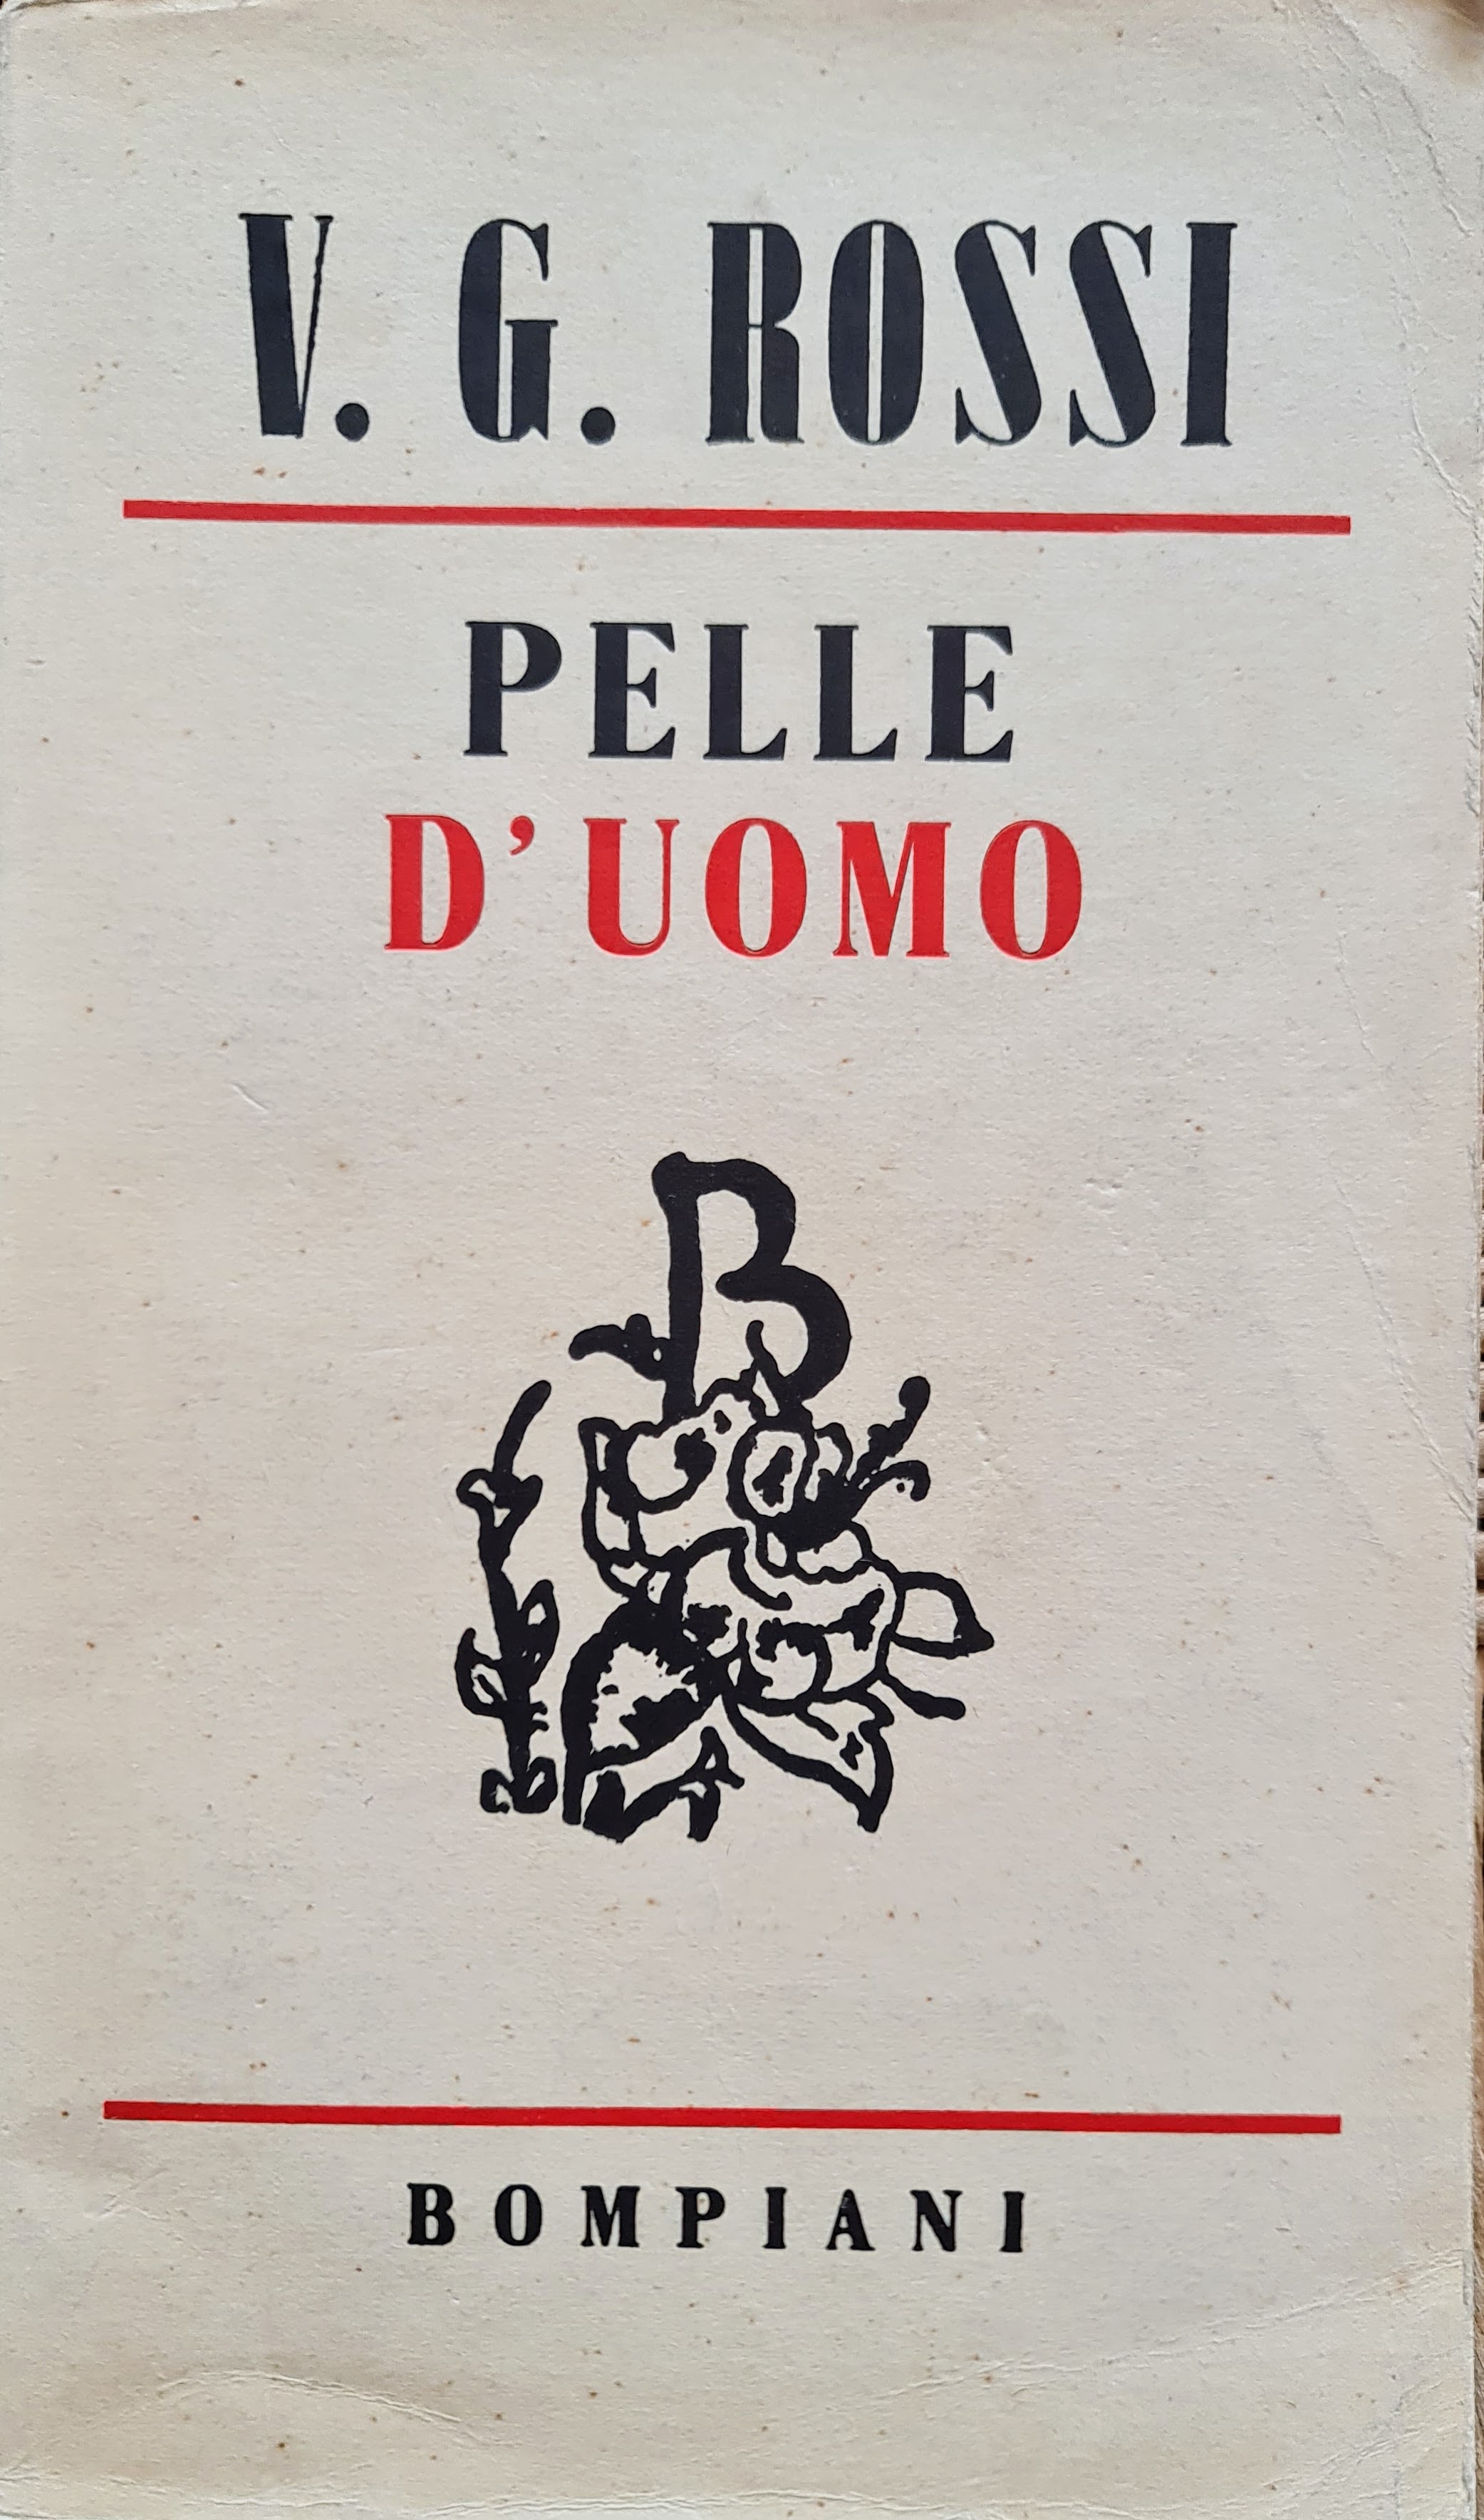 V. G. ROSSI
PELLE
D'UOMO
B
BOMPIANI